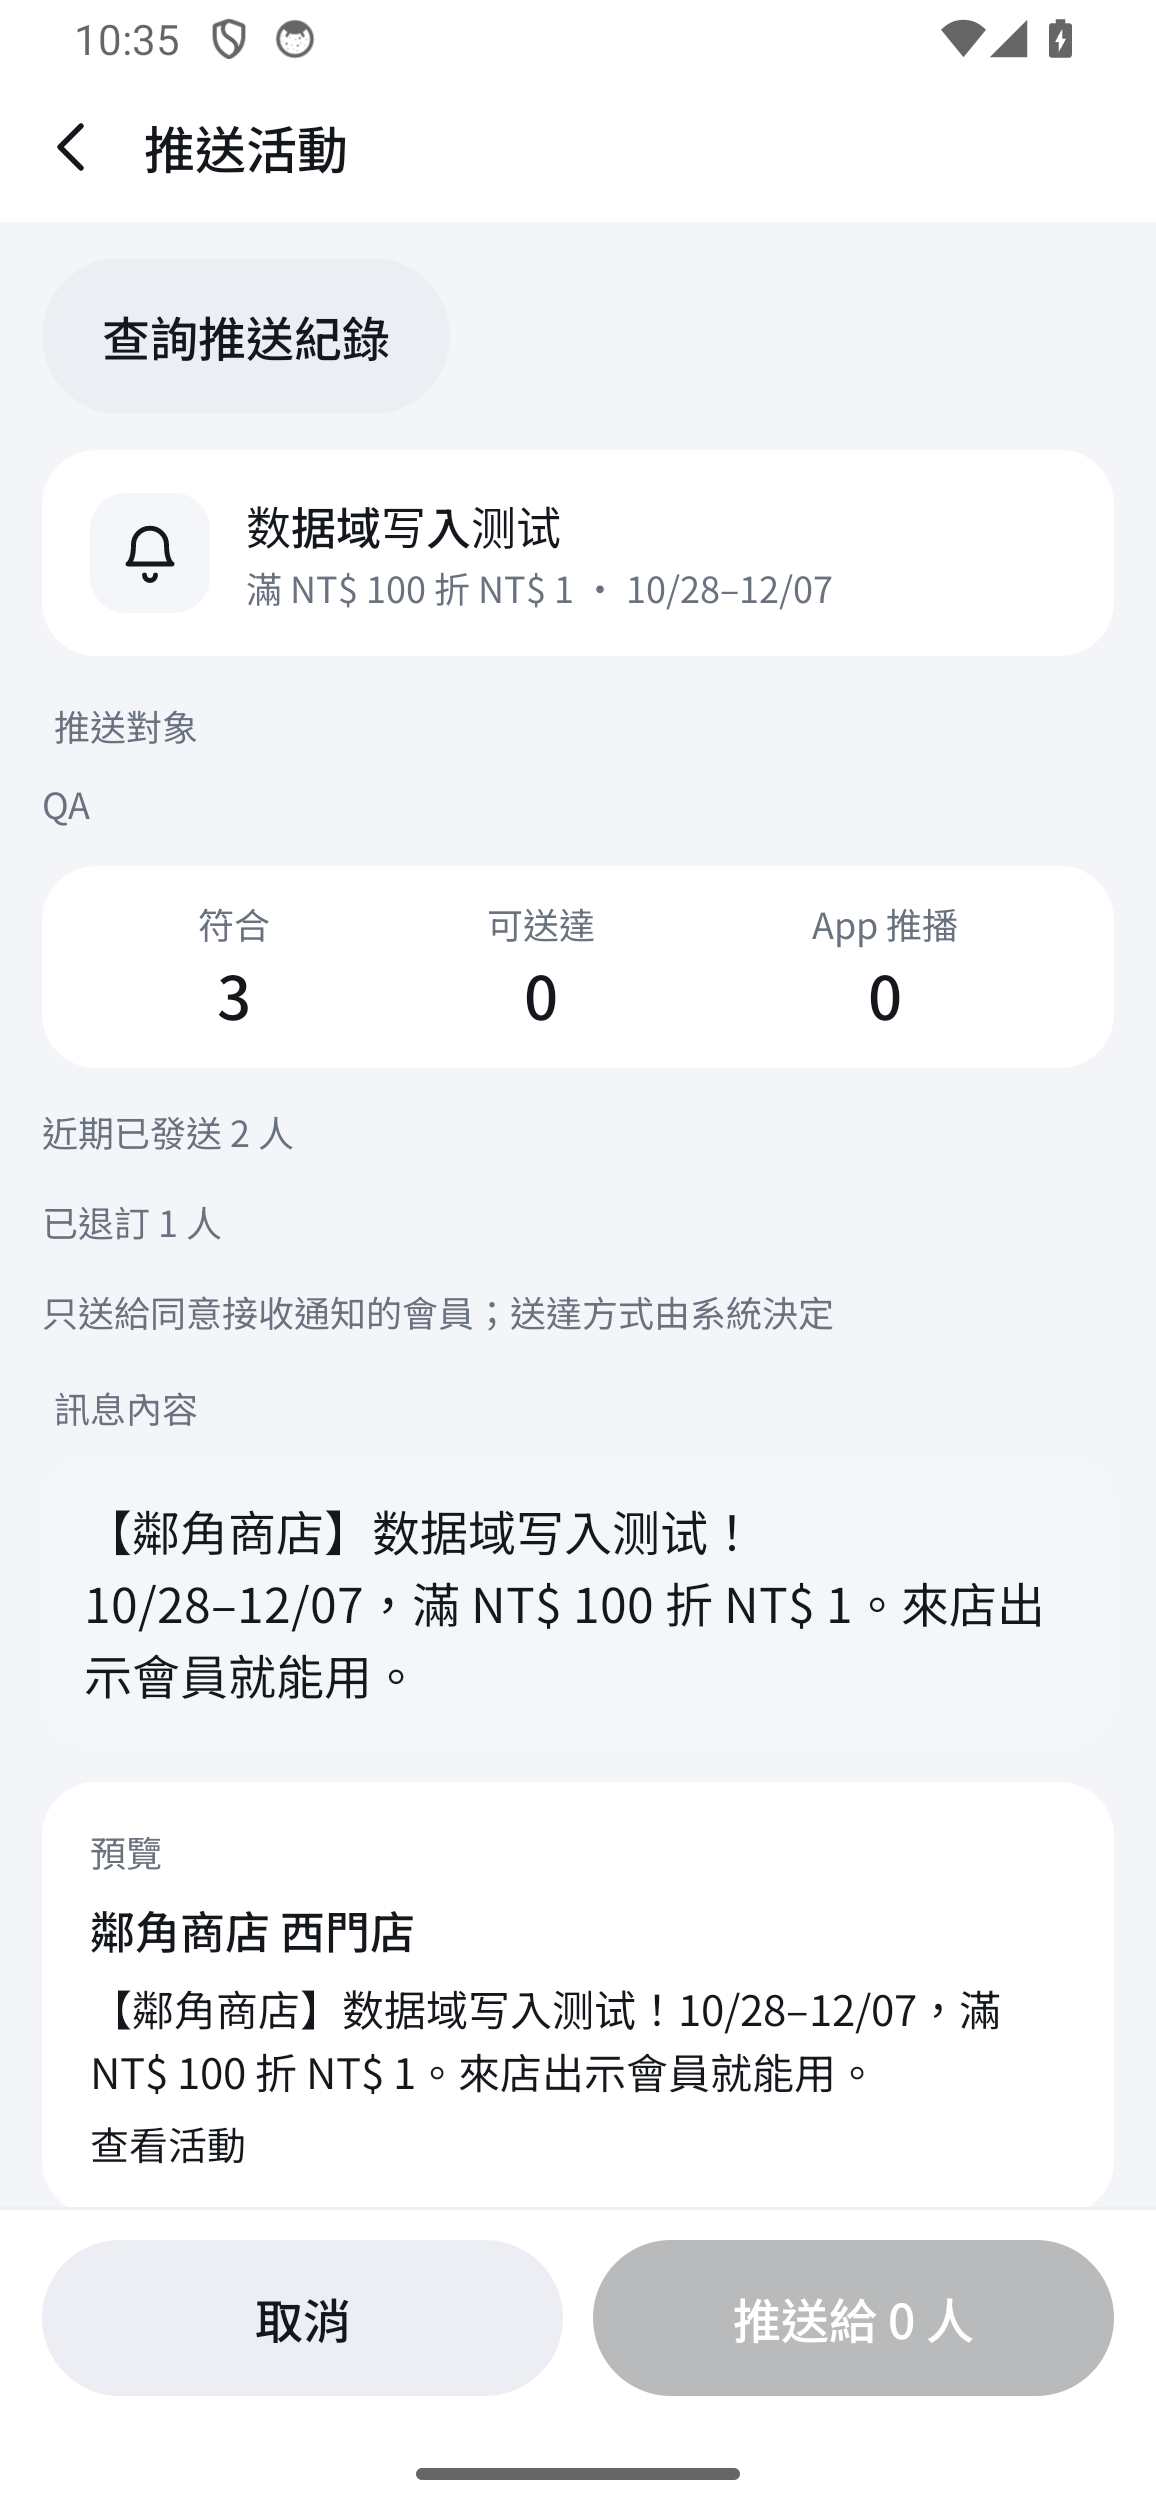 10:35
推送活動
查詢推送紀錄
数据域写入测试
滿 NT$ 100 折 NT$ 1 • 10/28–12/07
推送對象
QA
符合 可送達 App 推播
3 0 0
近期已發送 2 人
已退訂 1 人
只送給同意接收通知的會員；送達方式由系統決定
訊息內容
【鄰角商店】数据域写入测试！
10/28–12/07，滿 NT$ 100 折 NT$ 1。來店出
示會員就能用。
預覽
鄰角商店 西門店
【鄰角商店】数据域写入测试！10/28–12/07，滿
NT$ 100 折 NT$ 1。來店出示會員就能用。
查看活動
取消 推送給 0 人